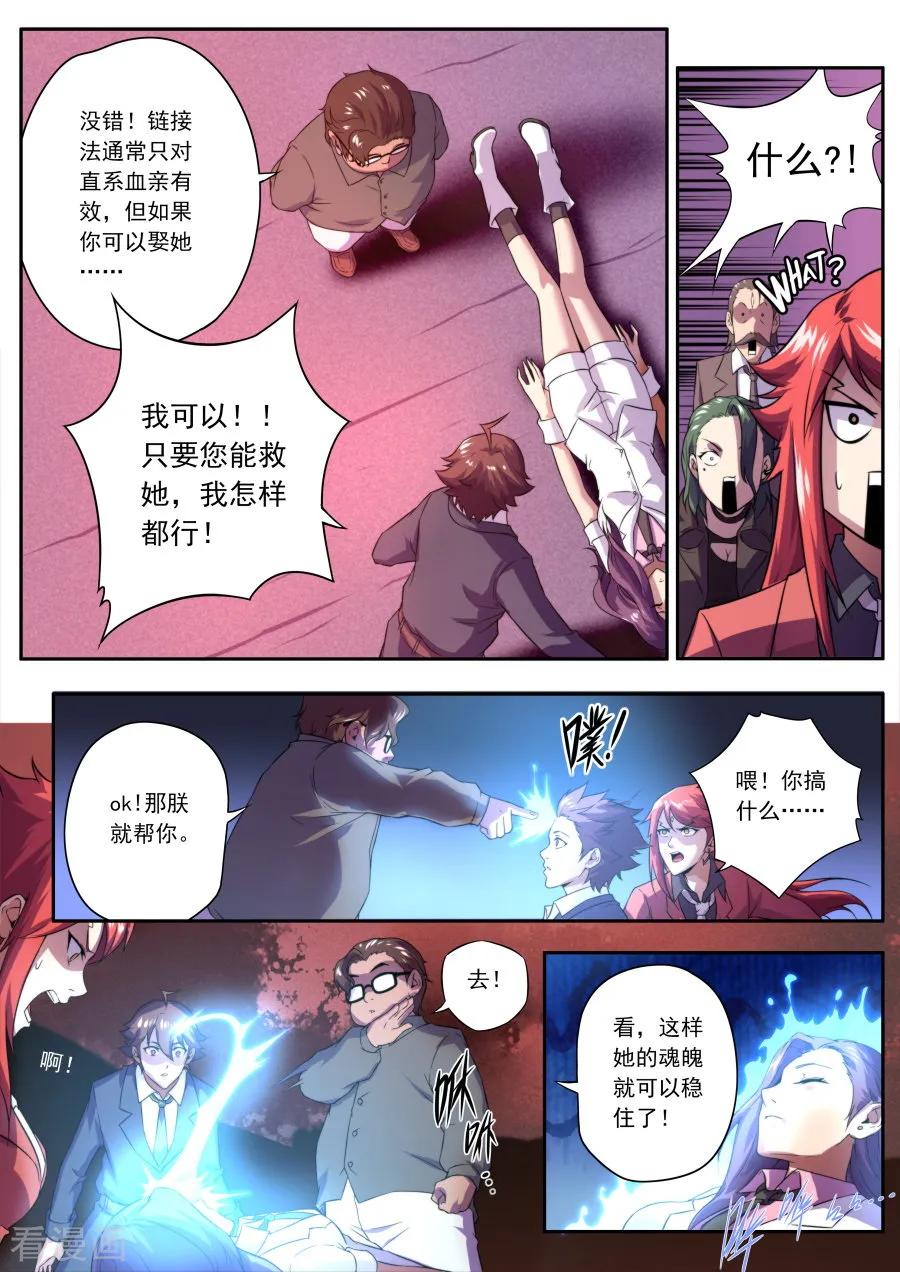 没错！链接
法通常只对
直系血亲有
效，但如果
你可以娶她
……
我可以！！
只要您能救
她，我怎样
都行！
什么?!
WHAT?
ok!那朕
就帮你。
噗!
喂！你搞
什么……
啊!
去！
咻
咻...
看，这样
她的魂魄
就可以稳
住了！
看漫画